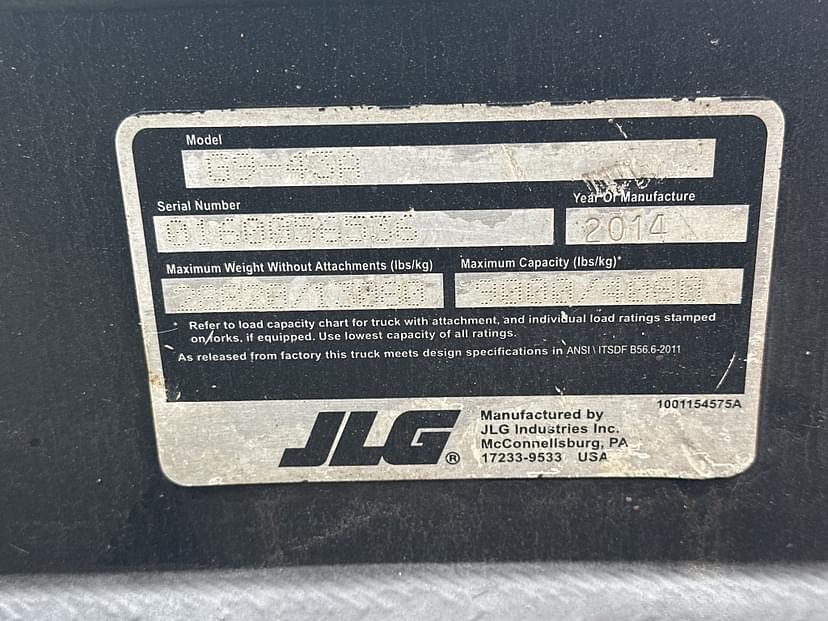 Model
G9-43A
Serial Number
Year Of Manufacture
0160056536
2014
Maximum Weight Without Attachments (lbs/kg)
Maximum Capacity (lbs/kg)*
* Refer to load capacity chart for truck with attachment, and individual load ratings stamped
on forks, if equipped. Use lowest capacity of all ratings.
As released from factory this truck meets design specifications in ANSI \ ITSDF B56.6-2011
1001154575A
JLG®
Manufactured by
JLG Industries Inc.
McConnellsburg, PA
17233-9533 USA